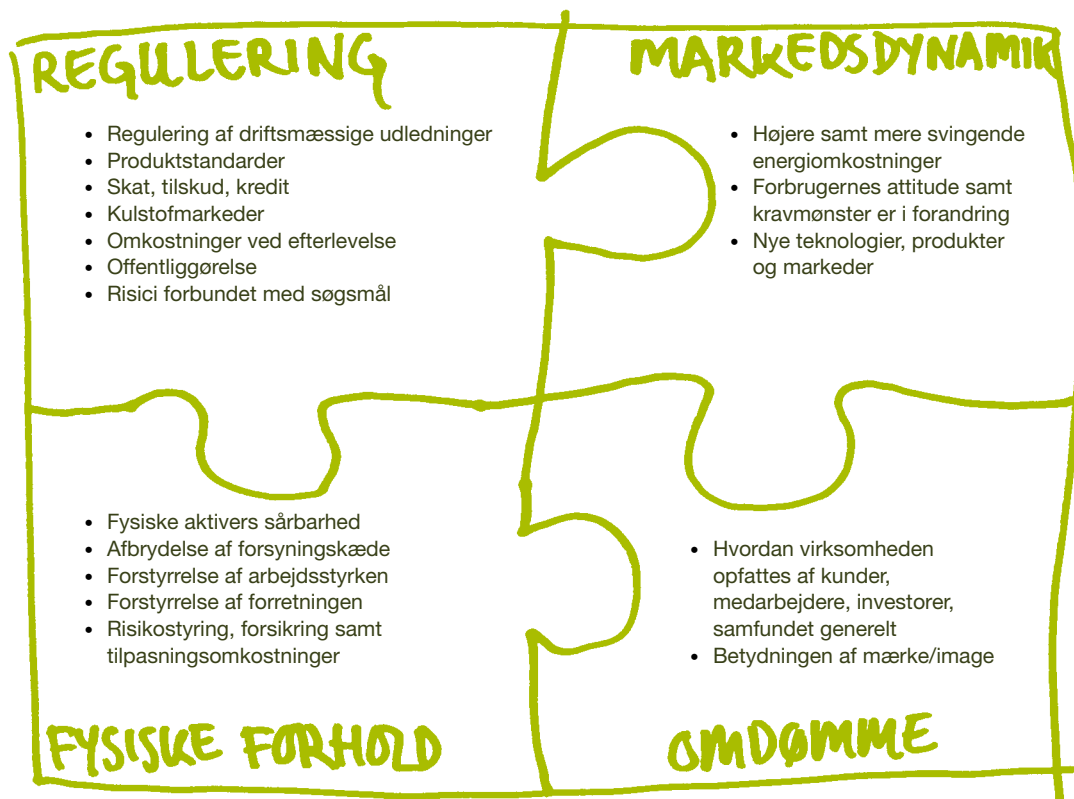 REGULERING
• Regulering af driftsmæssige udledninger
• Produktstandarder
• Skat, tilskud, kredit
• Kulstofmarkeder
• Omkostninger ved efterlevelse
• Offentliggørelse
• Risici forbundet med søgsmål
MARKEDSDYNAMIK
• Højere samt mere svingende
energiomkostninger
• Forbrugernes attitude samt
kravmønster er i forandring
• Nye teknologier, produkter
og markeder
• Fysiske aktivers sårbarhed
• Afbrydelse af forsyningskæde
• Forstyrrelse af arbejdsstyrken
• Forstyrrelse af forretningen
• Risikostyring, forsikring samt
tilpasningsomkostninger
FYSISKE FORHOLD
• Hvordan virksomheden
opfattes af kunder,
medarbejdere, investorer,
samfundet generelt
• Betydningen af mærke/image
OMDØMME